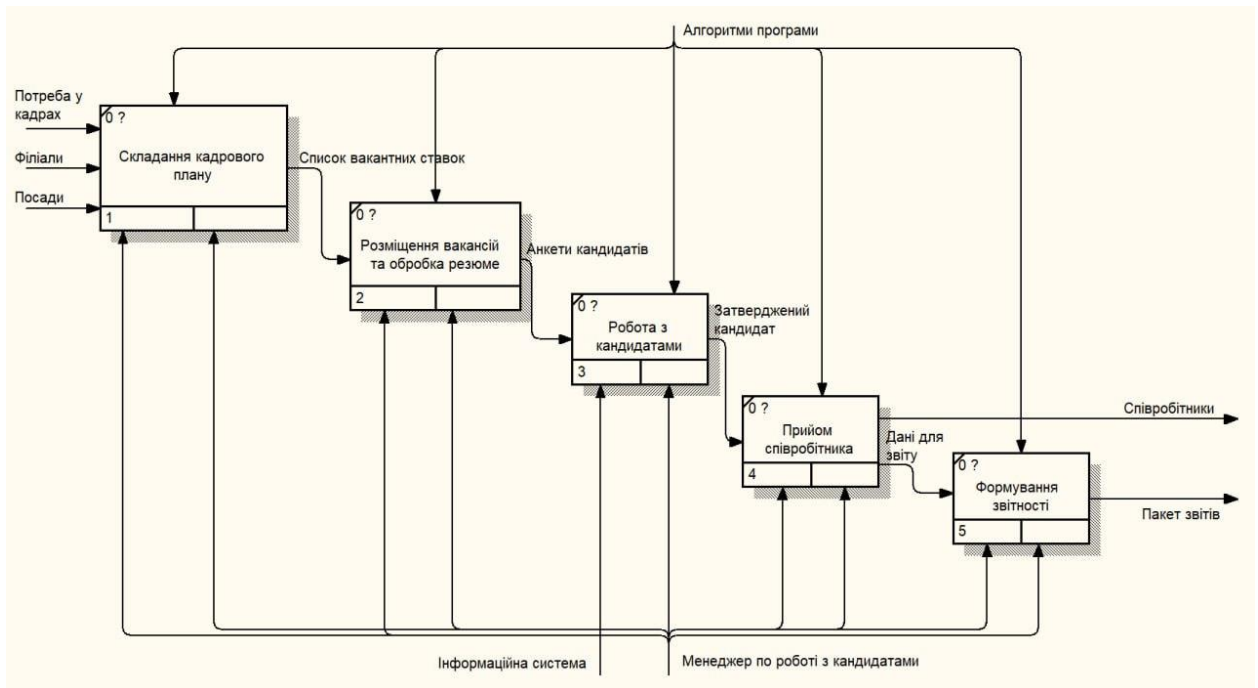 Алгоритми програми
Потреба у
кадрах
Філіали
Посади
0 ?
Складання кадрового
плану
1
Список вакантних ставок
0 ?
Розміщення вакансій
та обробка резюме
2
Анкети кандидатів
0 ?
Робота з
кандидатами
3
Затверджений
кандидат
0 ?
Прийом
співробітника
4
Співробітники
Дані для
звіту
0 ?
Формування
звітності
5
Пакет звітів
Інформаційна система
Менеджер по роботі з кандидатами